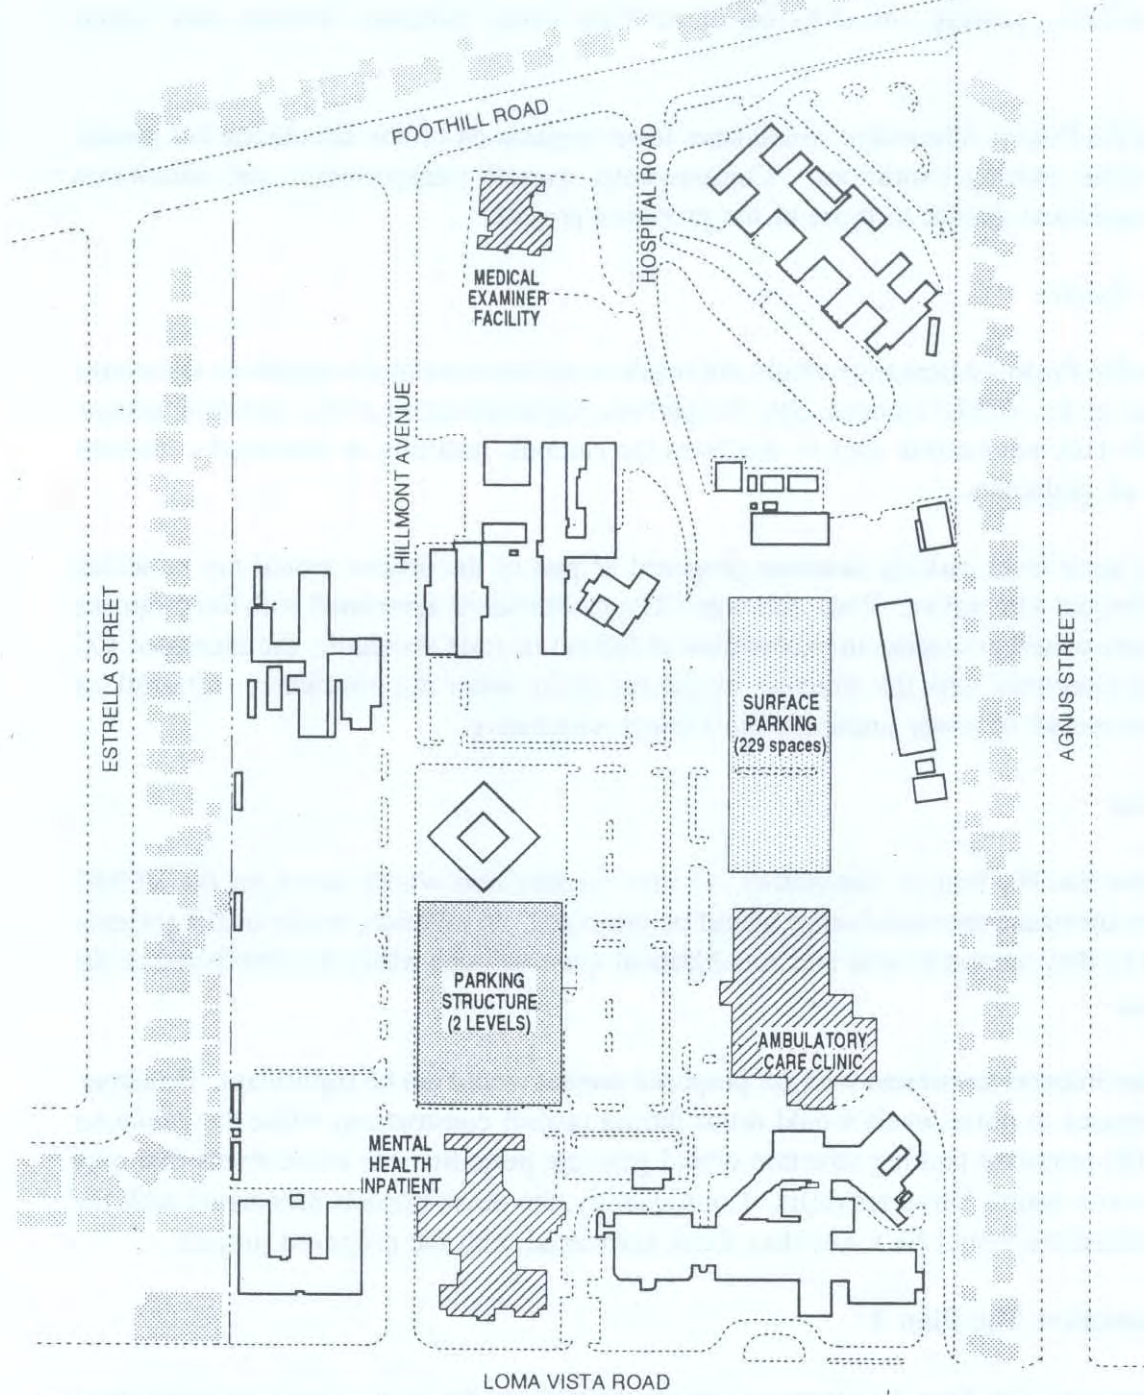 FOOTHILL ROAD
HOSPITAL ROAD
MEDICAL
EXAMINER
FACILITY
HILLMONT AVENUE
ESTRELLA STREET
AGNUS STREET
SURFACE
PARKING
(229 spaces)
PARKING
STRUCTURE
(2 LEVELS)
AMBULATORY
CARE CLINIC
MENTAL
HEALTH
INPATIENT
LOMA VISTA ROAD